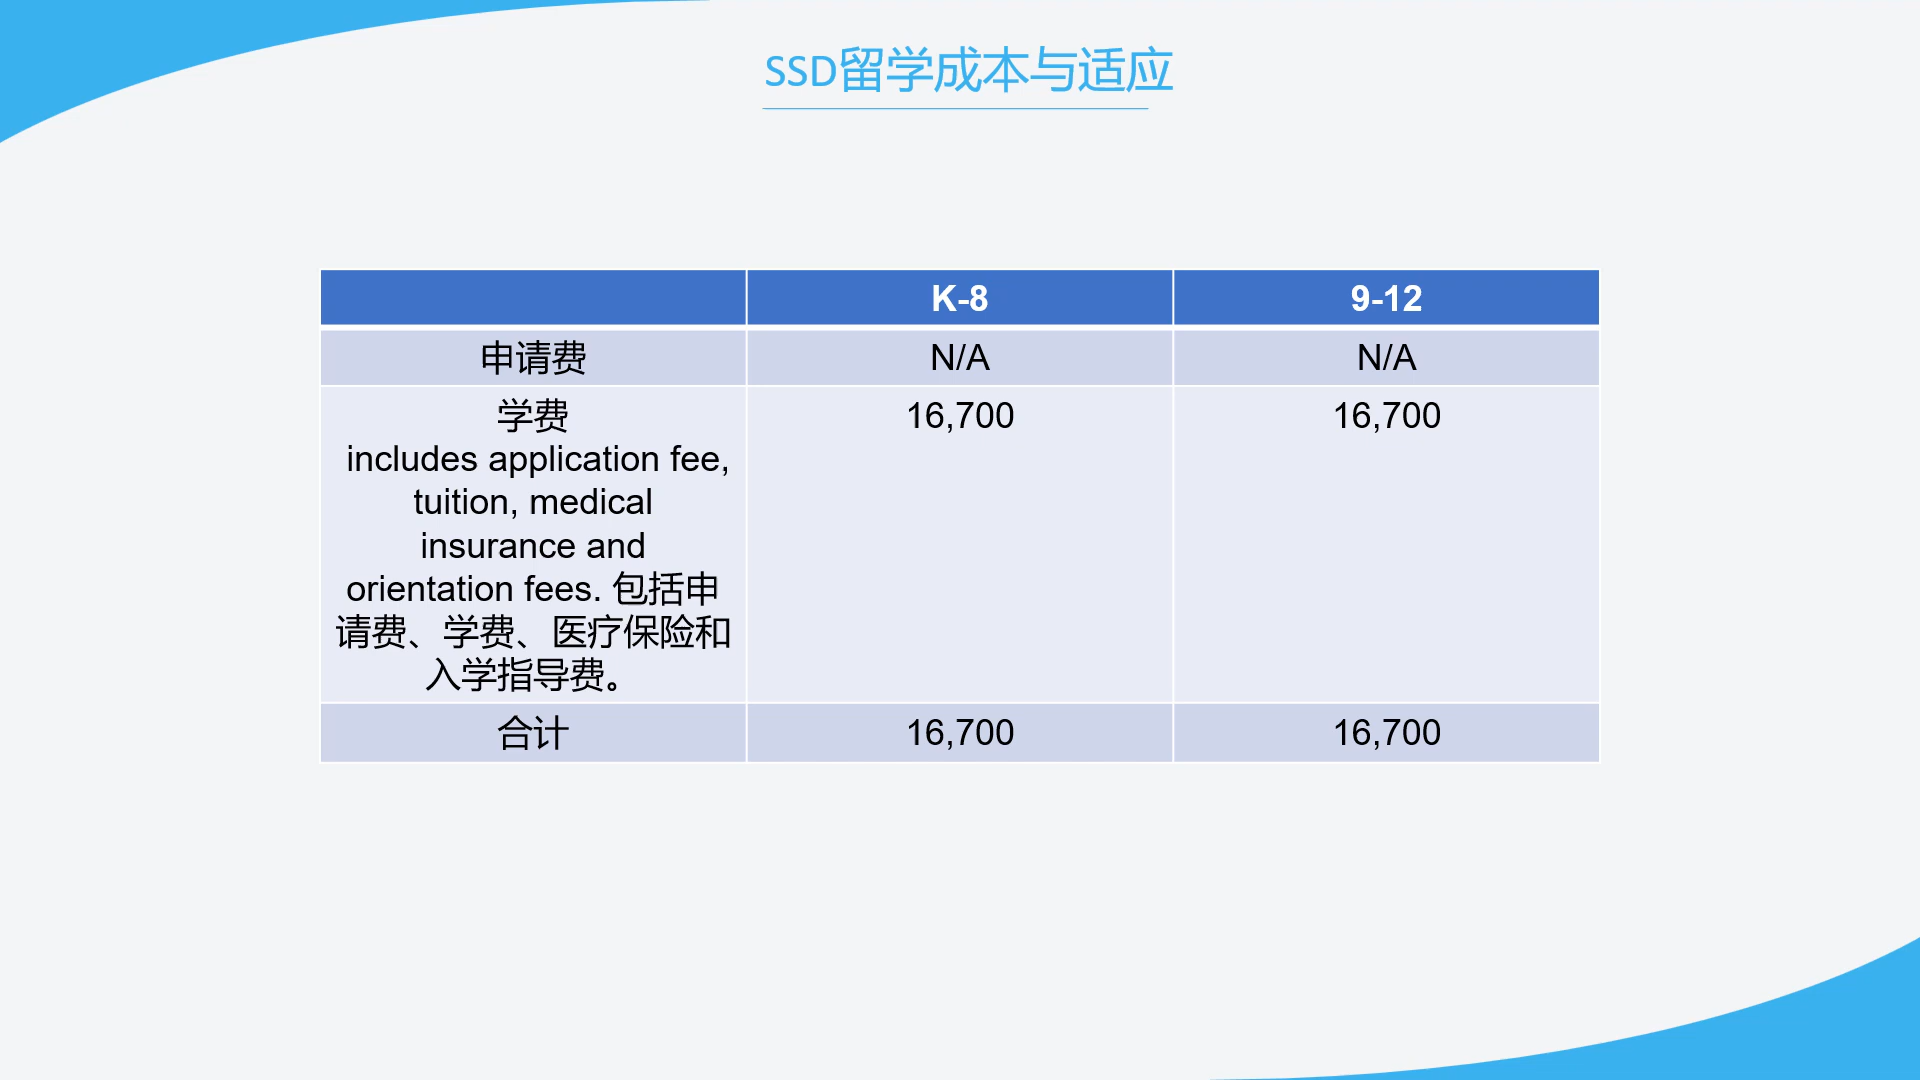 SSD留学成本与适应
K-8 9-12
申请费 N/A N/A
学费 16,700 16,700
includes application fee,
tuition, medical
insurance and
orientation fees. 包括申
请费、学费、医疗保险和
入学指导费。
合计 16,700 16,700